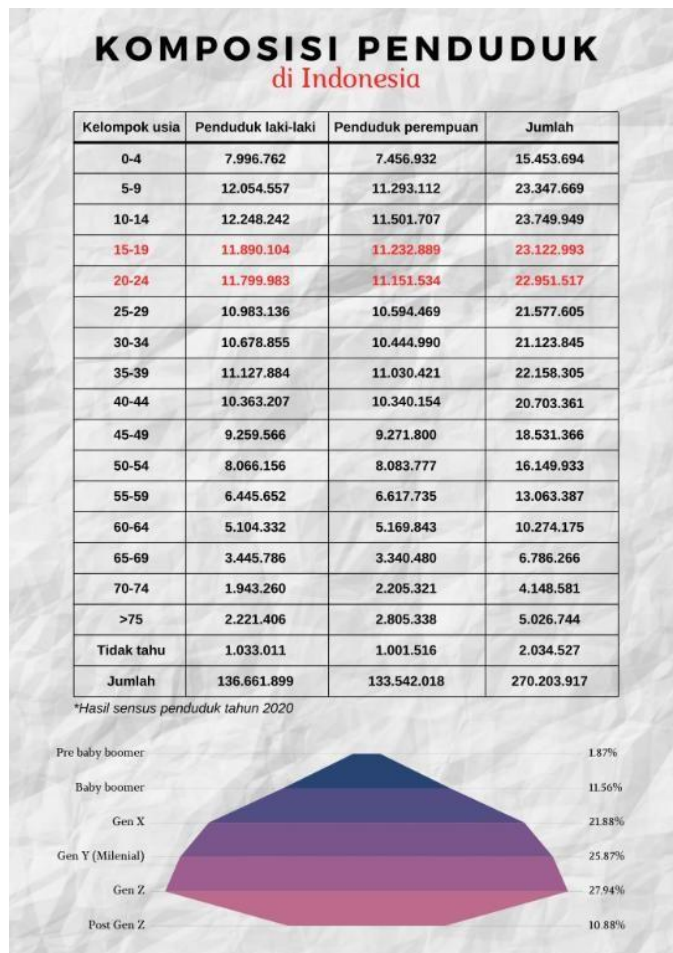 KOMPOSISI PENDUDUK
di Indonesia
Kelompok usia Penduduk laki-laki Penduduk perempuan Jumlah
0-4 7.996.762 7.456.932 15.453.694
5-9 12.054.557 11.293.112 23.347.669
10-14 12.248.242 11.501.707 23.749.949
15-19 11.890.104 11.232.889 23.122.993
20-24 11.799.983 11.151.534 22.951.517
25-29 10.983.136 10.594.469 21.577.605
30-34 10.678.855 10.444.990 21.123.845
35-39 11.127.884 11.030.421 22.158.305
40-44 10.363.207 10.340.154 20.703.361
45-49 9.259.566 9.271.800 18.531.366
50-54 8.066.156 8.083.777 16.149.933
55-59 6.445.652 6.617.735 13.063.387
60-64 5.104.332 5.169.843 10.274.175
65-69 3.445.786 3.340.480 6.786.266
70-74 1.943.260 2.205.321 4.148.581
>75 2.221.406 2.805.338 5.026.744
Tidak tahu 1.033.011 1.001.516 2.034.527
Jumlah 136.661.899 133.542.018 270.203.917
*Hasil sensus penduduk tahun 2020
Pre baby boomer 1.87%
Baby boomer 11.56%
Gen X 21.88%
Gen Y (Milenial) 25.87%
Gen Z 27.94%
Post Gen Z 10.88%